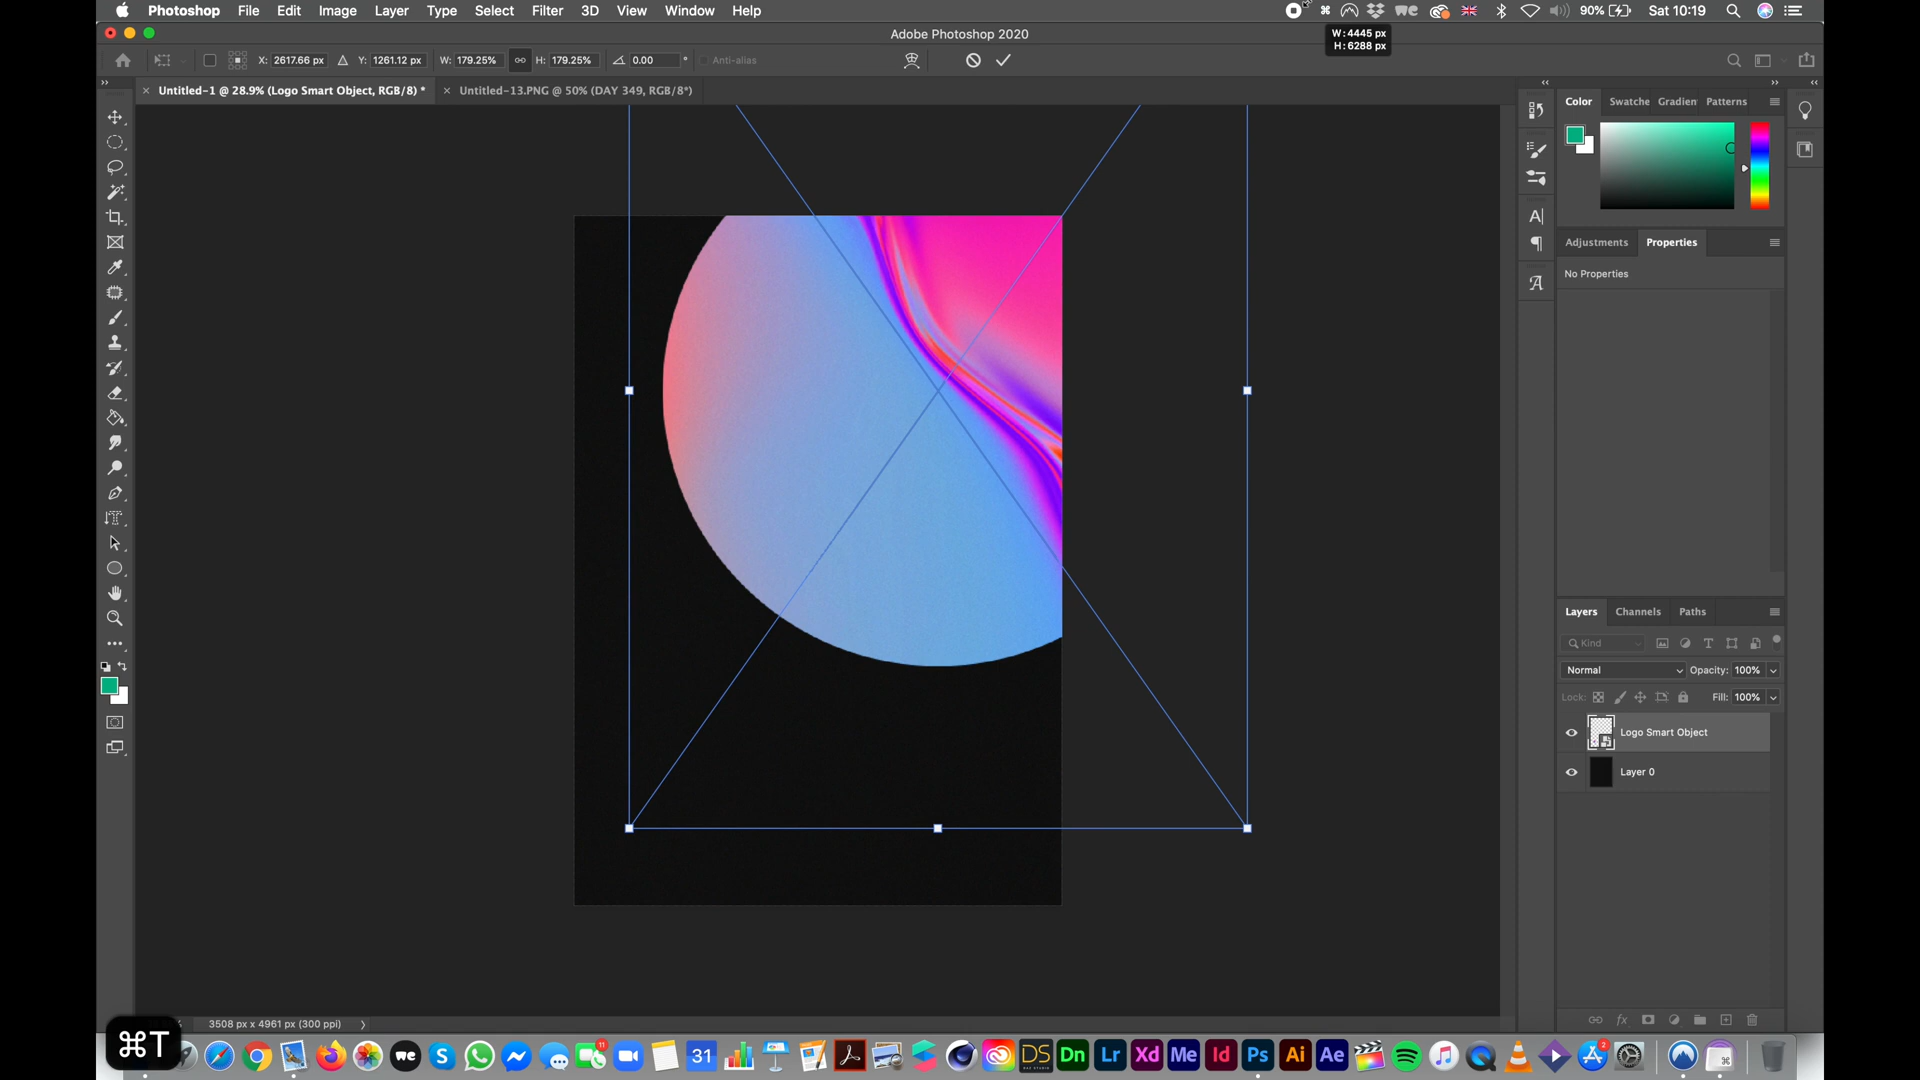 Photoshop File Edit Image Layer Type Select Filter 3D View Window Help
90% Sat 10:19
Adobe Photoshop 2020
W: 4445 px
H: 6288 px
X: 2617.66 px Y: 1261.12 px W: 179.25% H: 179.25% 0.00 ° Anti-alias
Untitled-1 @ 28.9% (Logo Smart Object, RGB/8) *
Untitled-13.PNG @ 50% (DAY 349, RGB/8*)
Color Swatche Gradien Patterns
Adjustments Properties
No Properties
Layers Channels Paths
Kind
Normal Opacity: 100%
Lock: Fill: 100%
Logo Smart Object
Layer 0
3508 px x 4961 px (300 ppi)
⌘T
we 31 11 DS Dn Lr Xd Me Id Ps Ai Ae 2